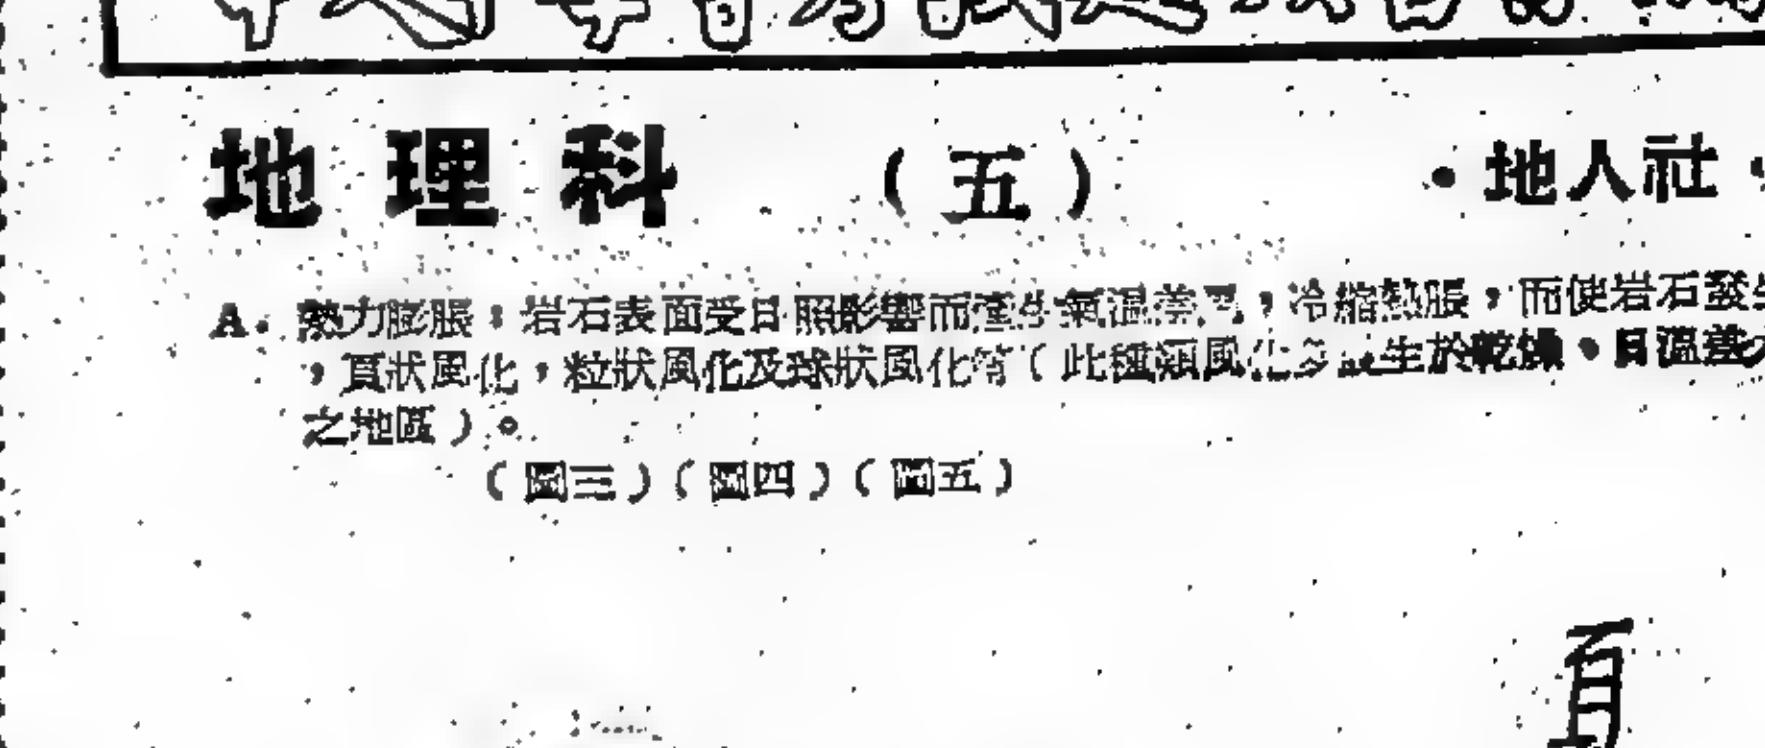 地理科 (五) ·地人社·
A. 熱力膨脹：岩石表面受日照影響而產生氣溫差異，冷縮熱脹，而使岩石發生
，頁狀風化，粒狀風化及球狀風化等（此種類風化多 生於乾燥、日溫差大
之地區）。
（圖三）（圖四）（圖五）